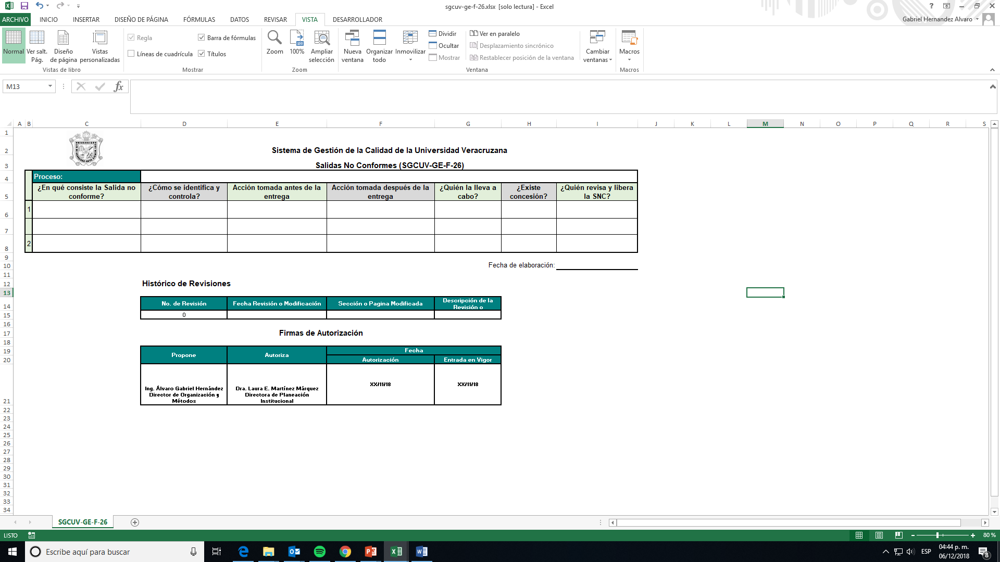 sgcuv-ge-f-26.xlsx  [solo lectura] - Excel
ARCHIVO INICIO INSERTAR DISEÑO DE PÁGINA FÓRMULAS DATOS REVISAR VISTA DESARROLLADOR Gabriel Hernandez Alvaro
Normal
Ver salt. Pág.
Diseño de página
Vistas personalizadas
Vistas de libro
Regla
Barra de fórmulas
Líneas de cuadrícula
Títulos
Mostrar
Zoom
100%
Ampliar selección
Zoom
Nueva ventana
Organizar todo
Inmovilizar
Dividir
Ocultar
Mostrar
Ver en paralelo
Desplazamiento sincrónico
Restablecer posición de la ventana
Cambiar ventanas
Ventana
Macros
Macros
M13
fx
A B C D E F G H I J K L M N O P Q R S
1
2 Sistema de Gestión de la Calidad de la Universidad Veracruzana
3 Salidas No Conformes (SGCUV-GE-F-26)
4 Proceso:
5 ¿En qué consiste la Salida no conforme? ¿Cómo se identifica y controla? Acción tomada antes de la entrega Acción tomada después de la entrega ¿Quién la lleva a cabo? ¿Existe concesión? ¿Quién revisa y libera la SNC?
6 1
7
8 2
9
10 Fecha de elaboración:
11
12 Histórico de Revisiones
13
14 No. de Revisión Fecha Revisión o Modificación Sección o Pagina Modificada Descripción de la Revisión o
15 0
16
17 Firmas de Autorización
18
19 Propone Autoriza Fecha
20 Autorización Entrada en Vigor
21 Ing. Álvaro Gabriel Hernández Director de Organización y Métodos Dra. Laura E. Martínez Márquez Directora de Planeación Institucional XX/11/18 XX/11/18
22
23
24
25
26
27
28
29
30
31
32
33
34
SGCUV-GE-F-26
LISTO
80 %
Escribe aquí para buscar
ESP
04:44 p. m.
06/12/2018
8